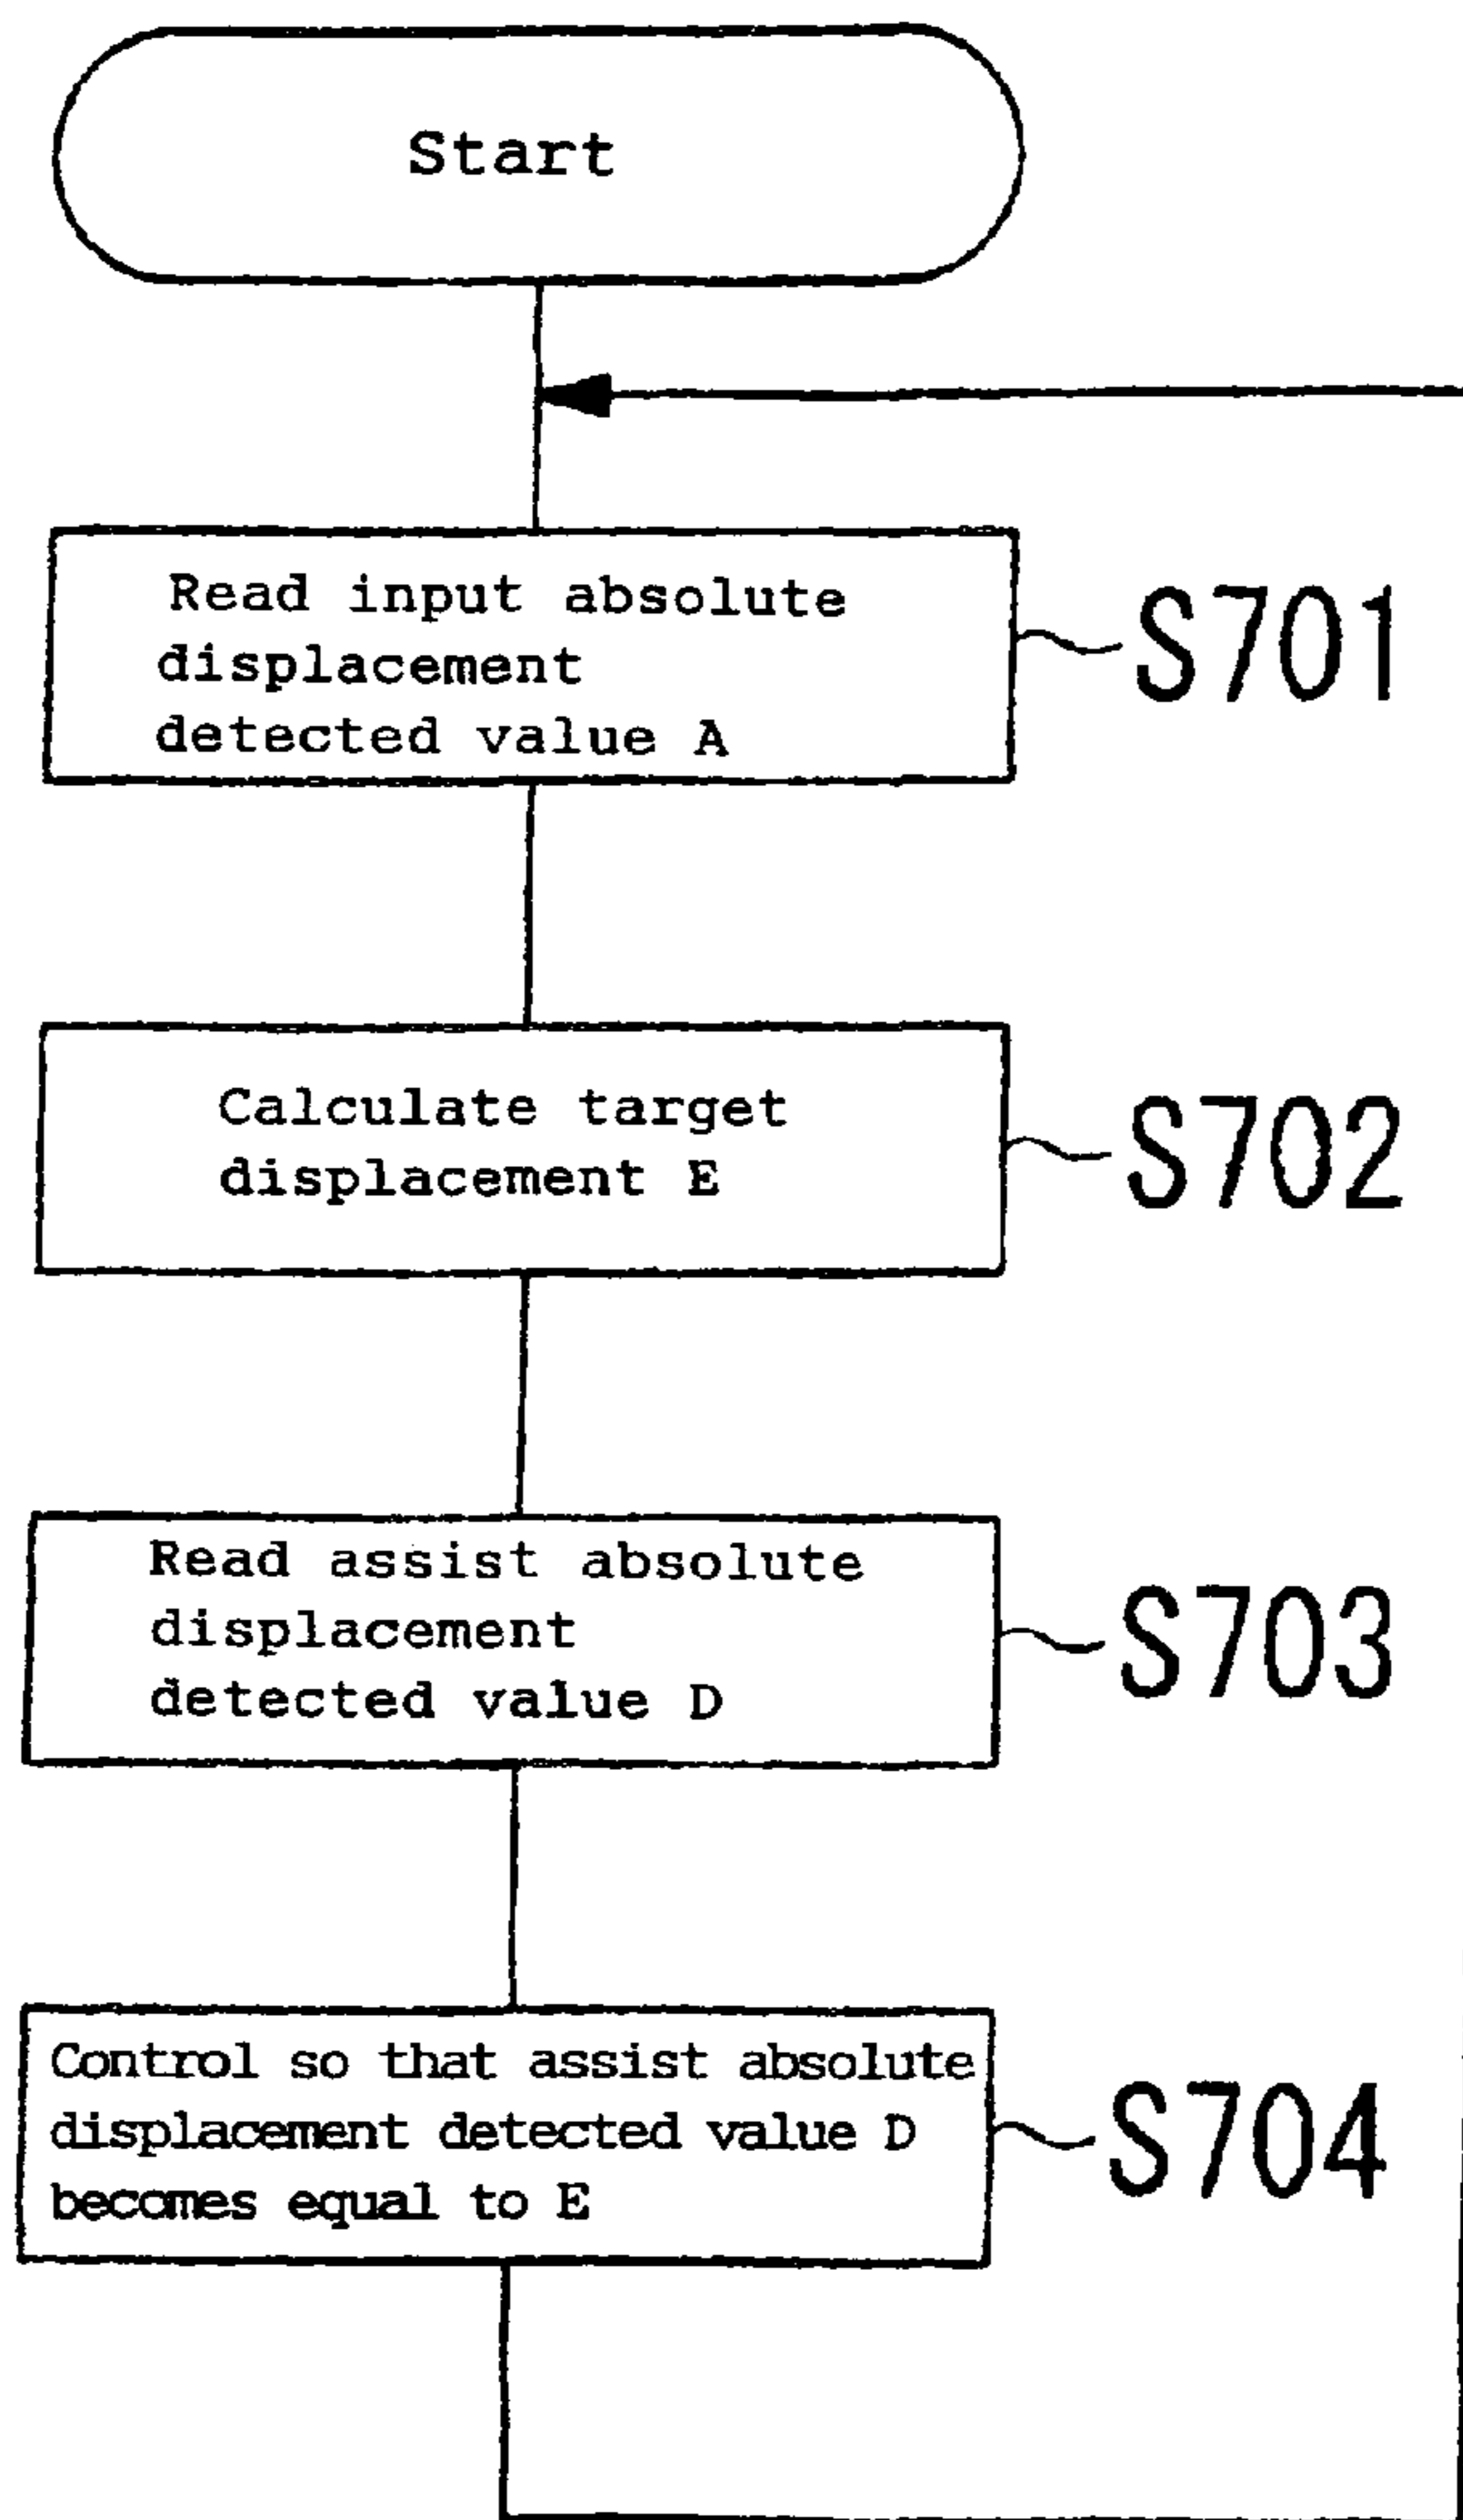 Start
Read input absolute
displacement
detected value A
S701
Calculate target
displacement E
S702
Read assist absolute
displacement
detected value D
S703
Control so that assist absolute
displacement detected value D
becomes equal to E
S704